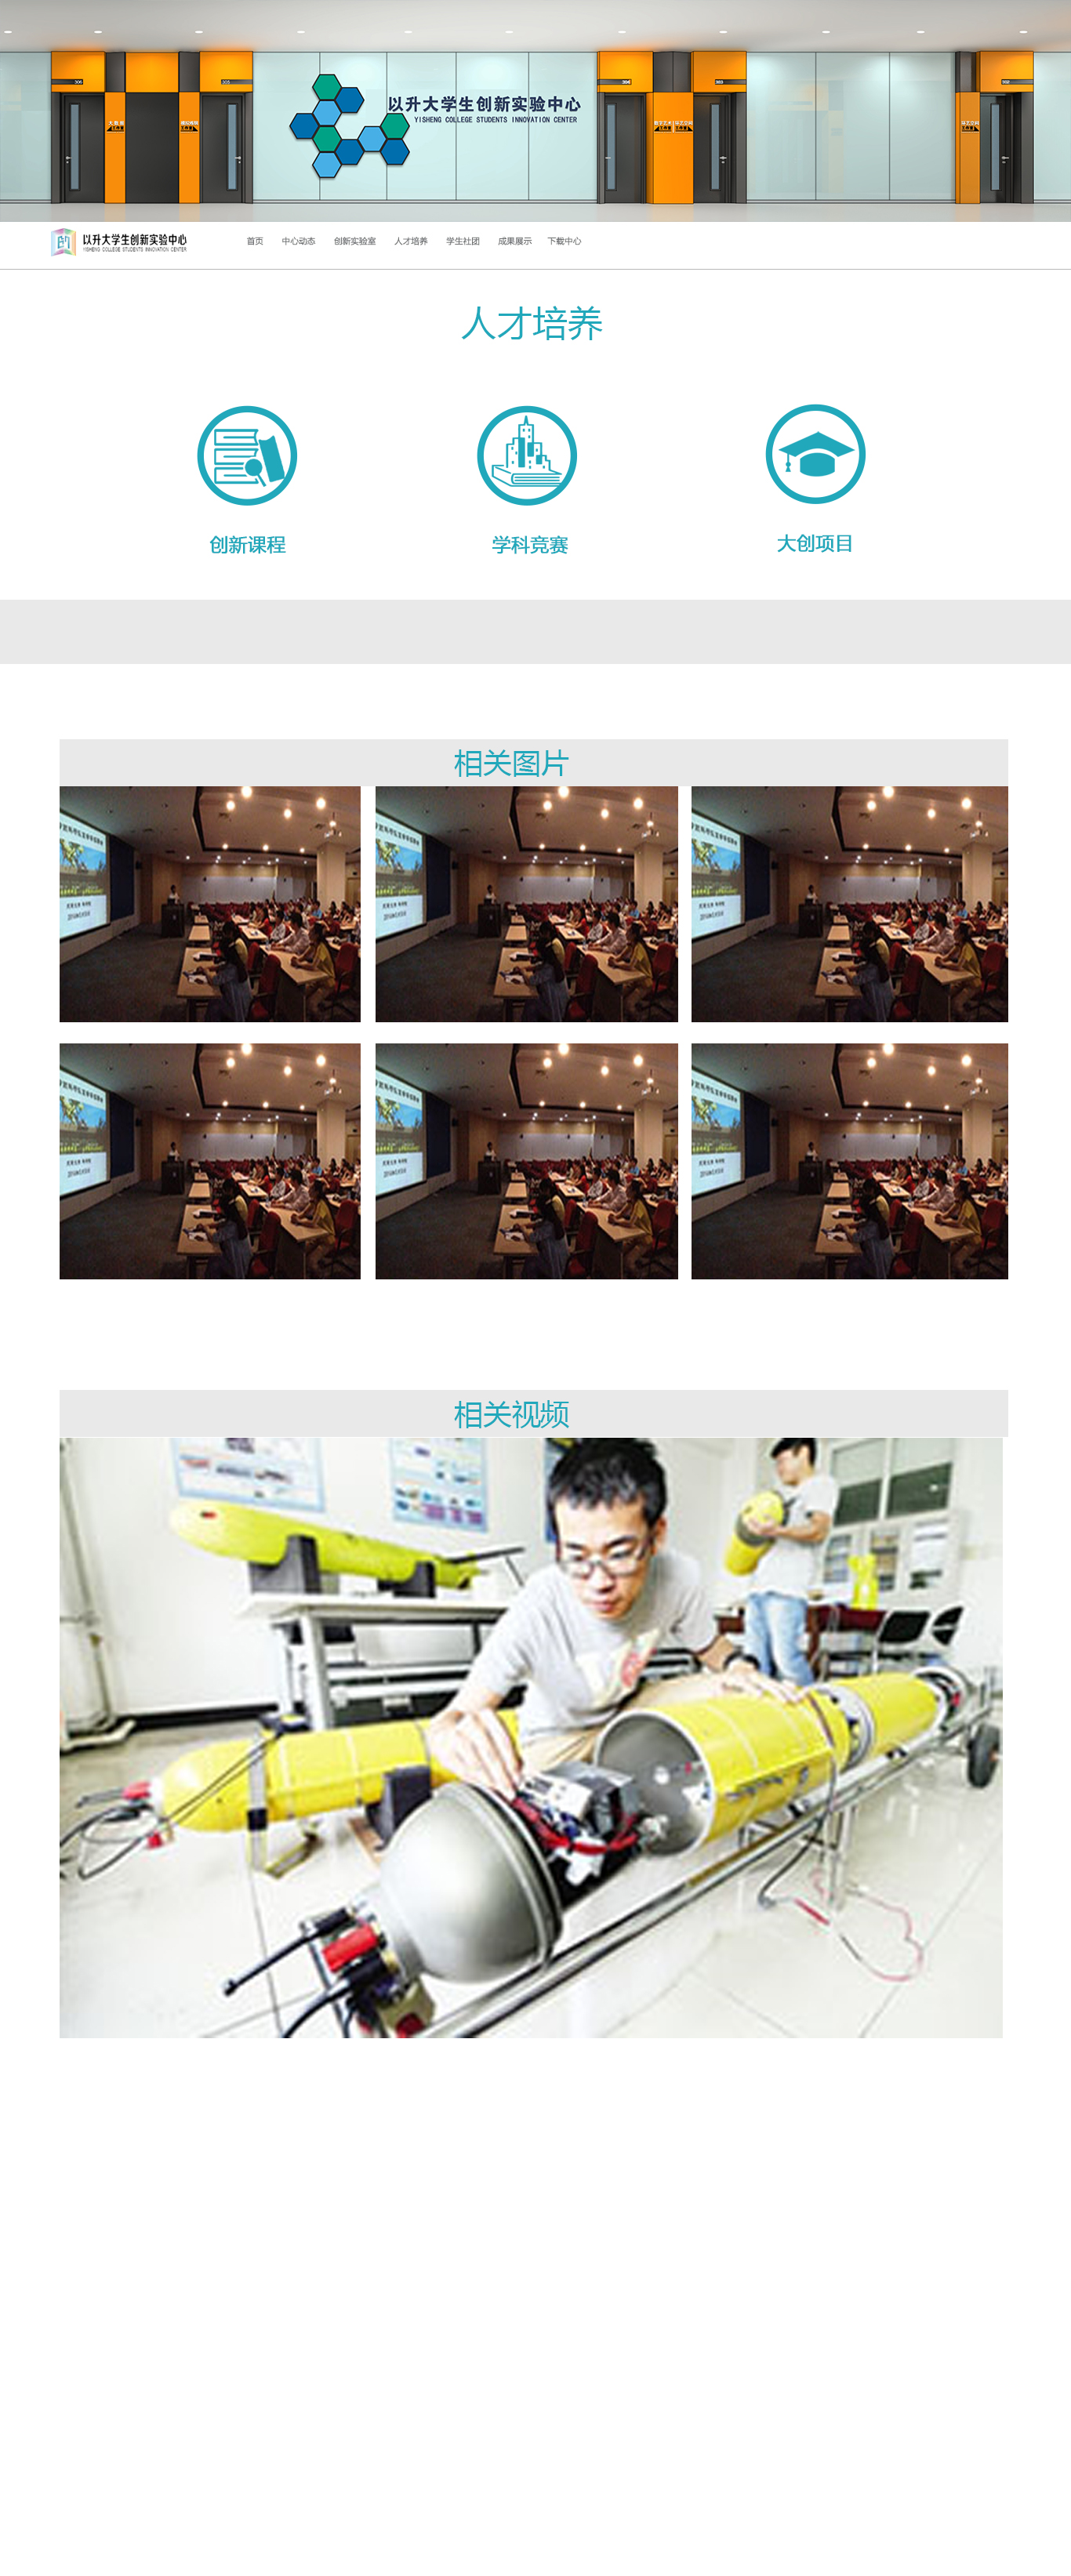 以升大学生创新实验中心
YISHENG COLLEGE STUDENTS INNOVATION CENTER
以升大学生创新实验中心
YISHENG COLLEGE STUDENTS INNOVATION CENTER
首页 中心动态 创新实验室 人才培养 学生社团 成果展示 下载中心
人才培养
创新课程 学科竞赛 大创项目
相关图片
相关视频